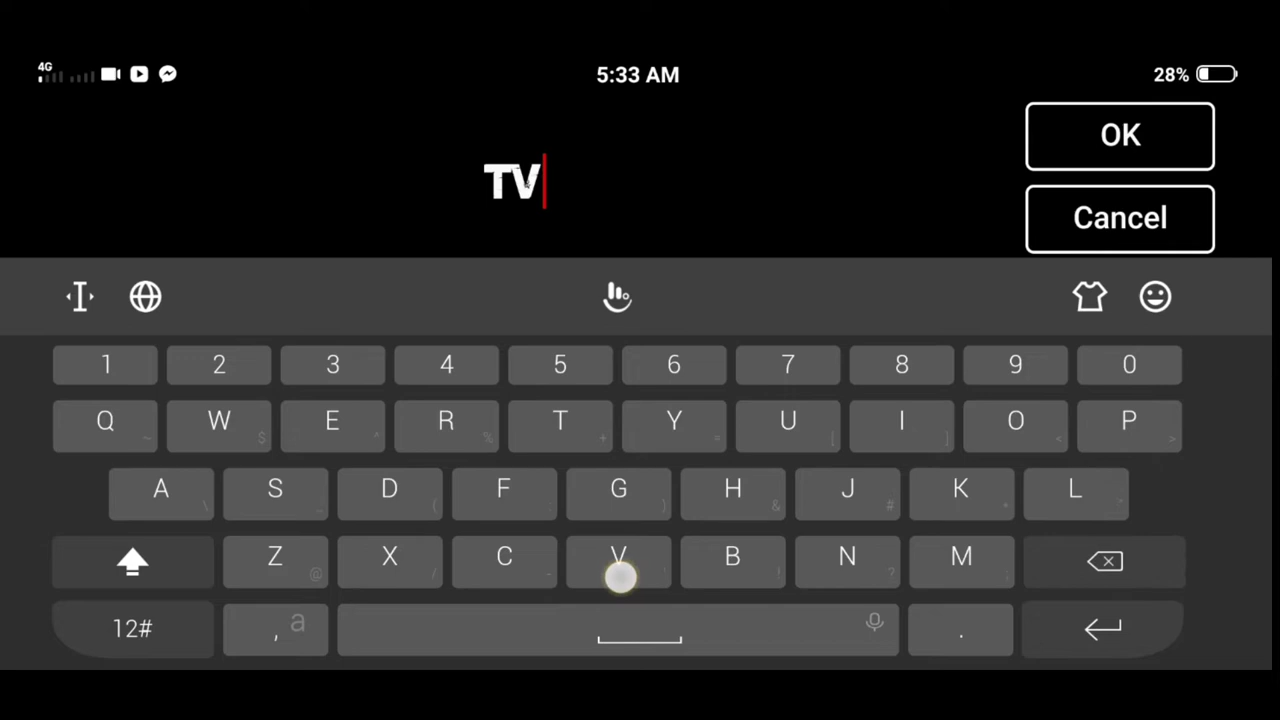 4G 5:33 AM 28%
OK
TV
Cancel
1 2 3 4 5 6 7 8 9 0
Q W E R T Y U I O P
~ $ ^ % + = [ ] < >
A S D F G H J K L
\ _ ( : ) & # * "
Z X C V B N M
@ / - ' ! ? ;
12# , a .